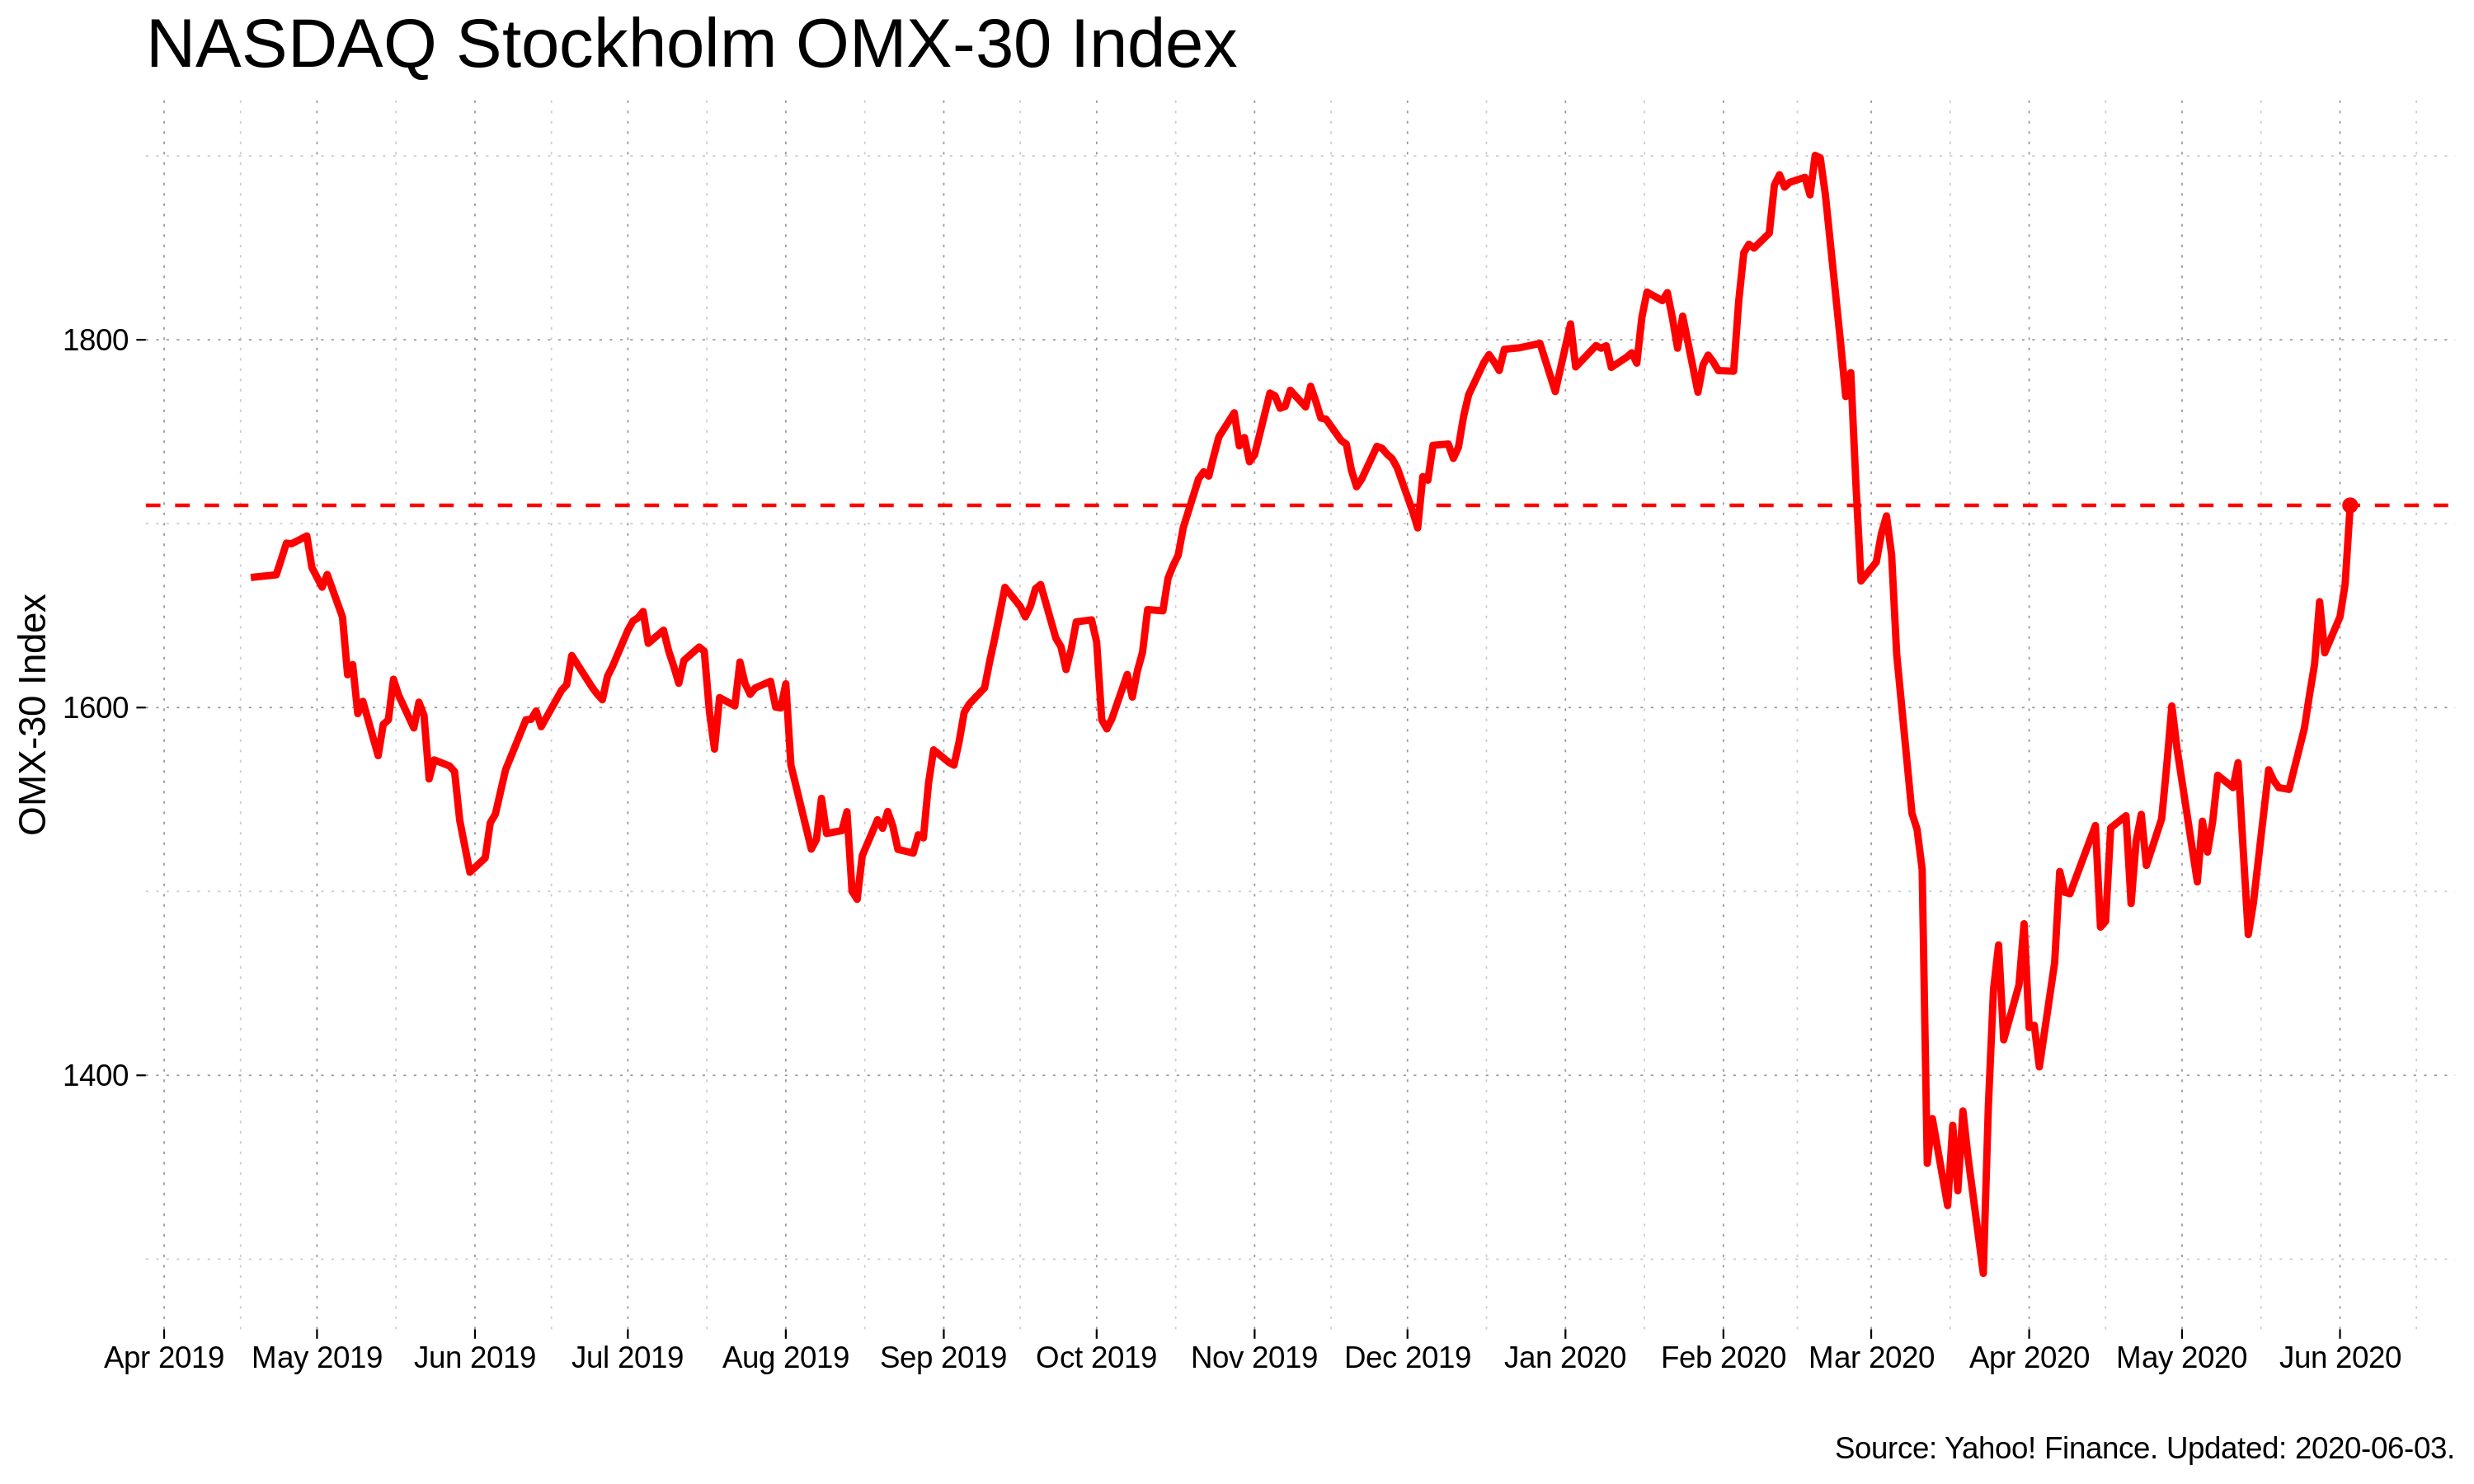 NASDAQ Stockholm OMX-30 Index
OMX-30 Index
1800
1600
1400
Apr 2019 May 2019 Jun 2019 Jul 2019 Aug 2019 Sep 2019 Oct 2019 Nov 2019 Dec 2019 Jan 2020 Feb 2020 Mar 2020 Apr 2020 May 2020 Jun 2020
Source: Yahoo! Finance. Updated: 2020-06-03.